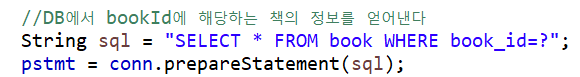 //DB에서 bookId에 해당하는 책의 정보를 얻어낸다
String sql = "SELECT * FROM book WHERE book_id=?";
pstmt = conn.prepareStatement(sql);